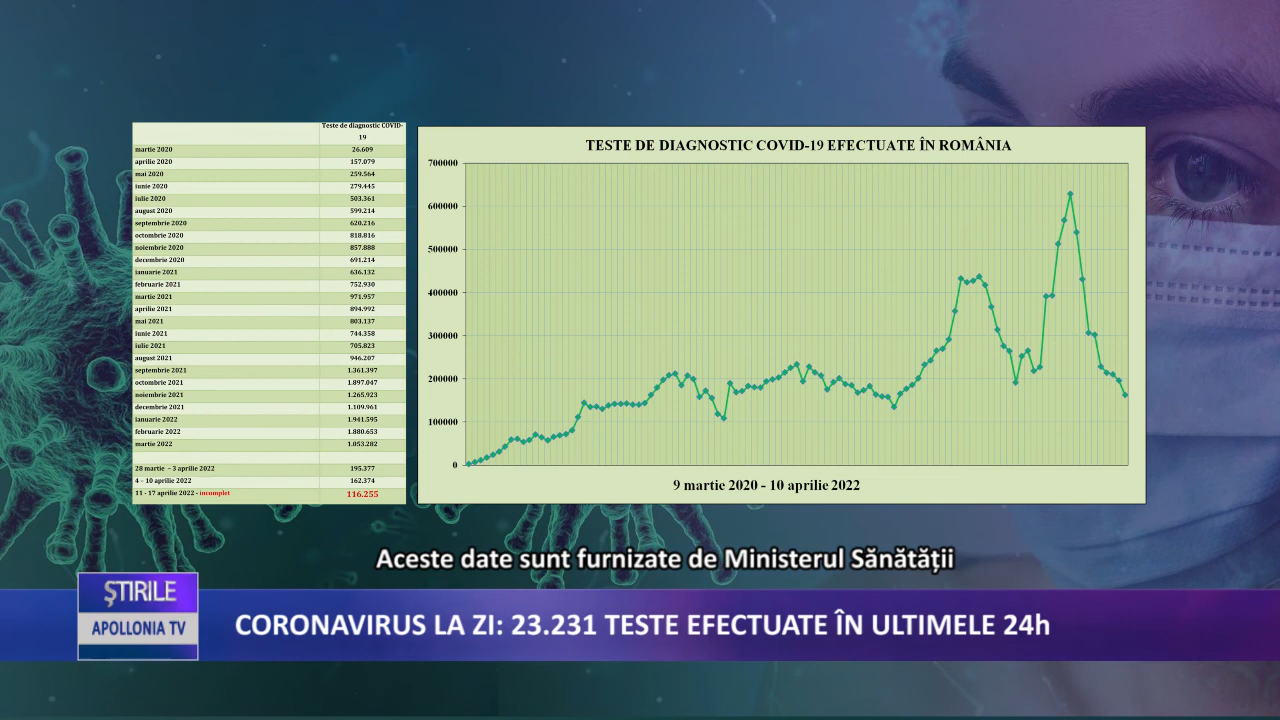 Teste de diagnostic COVID-
19
martie 2020 26.609
aprilie 2020 157.079
mai 2020 259.564
iunie 2020 279.445
iulie 2020 503.361
august 2020 599.214
septembrie 2020 620.216
octombrie 2020 818.816
noiembrie 2020 857.888
decembrie 2020 691.214
ianuarie 2021 636.132
februarie 2021 752.930
martie 2021 971.957
aprilie 2021 894.992
mai 2021 803.137
iunie 2021 744.358
iulie 2021 705.823
august 2021 946.207
septembrie 2021 1.361.397
octombrie 2021 1.897.047
noiembrie 2021 1.265.923
decembrie 2021 1.109.961
ianuarie 2022 1.941.595
februarie 2022 1.880.653
martie 2022 1.053.282
28 martie – 3 aprilie 2022 195.377
4 – 10 aprilie 2022 162.374
11 - 17 aprilie 2022 - incomplet 116.255
TESTE DE DIAGNOSTIC COVID-19 EFECTUATE ÎN ROMÂNIA
700000
600000
500000
400000
300000
200000
100000
0
9 martie 2020 - 10 aprilie 2022
Aceste date sunt furnizate de Ministerul Sănătății
ȘTIRILE
APOLLONIA TV
CORONAVIRUS LA ZI: 23.231 TESTE EFECTUATE ÎN ULTIMELE 24h